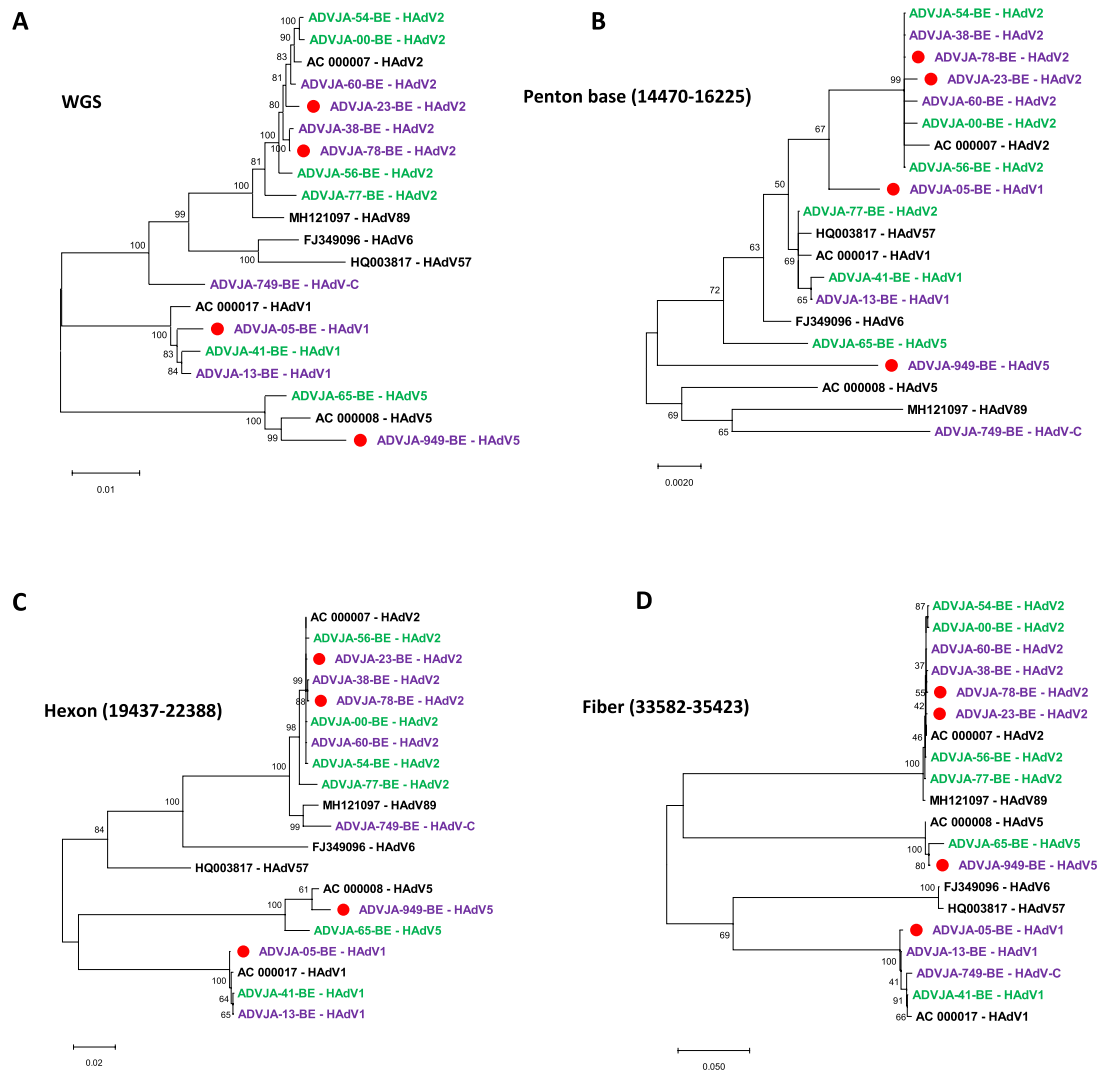 A
WGS
100
90
83
81
80
100
100
81
100
99
100
100
100
83
84
100
99
ADVJA-54-BE - HAdV2
ADVJA-00-BE - HAdV2
AC 000007 - HAdV2
ADVJA-60-BE - HAdV2
ADVJA-23-BE - HAdV2
ADVJA-38-BE - HAdV2
ADVJA-78-BE - HAdV2
ADVJA-56-BE - HAdV2
ADVJA-77-BE - HAdV2
MH121097 - HAdV89
FJ349096 - HAdV6
HQ003817 - HAdV57
ADVJA-749-BE - HAdV-C
AC 000017 - HAdV1
ADVJA-05-BE - HAdV1
ADVJA-41-BE - HAdV1
ADVJA-13-BE - HAdV1
ADVJA-65-BE - HAdV5
AC 000008 - HAdV5
ADVJA-949-BE - HAdV5
0.01
B
Penton base (14470-16225)
99
67
50
69
65
63
72
69
65
ADVJA-54-BE - HAdV2
ADVJA-38-BE - HAdV2
ADVJA-78-BE - HAdV2
ADVJA-23-BE - HAdV2
ADVJA-60-BE - HAdV2
ADVJA-00-BE - HAdV2
AC 000007 - HAdV2
ADVJA-56-BE - HAdV2
ADVJA-05-BE - HAdV1
ADVJA-77-BE - HAdV2
HQ003817 - HAdV57
AC 000017 - HAdV1
ADVJA-41-BE - HAdV1
ADVJA-13-BE - HAdV1
FJ349096 - HAdV6
ADVJA-65-BE - HAdV5
ADVJA-949-BE - HAdV5
AC 000008 - HAdV5
MH121097 - HAdV89
ADVJA-749-BE - HAdV-C
0.0020
C
Hexon (19437-22388)
99
88
98
100
99
100
84
61
100
100
64
65
AC 000007 - HAdV2
ADVJA-56-BE - HAdV2
ADVJA-23-BE - HAdV2
ADVJA-38-BE - HAdV2
ADVJA-78-BE - HAdV2
ADVJA-00-BE - HAdV2
ADVJA-60-BE - HAdV2
ADVJA-54-BE - HAdV2
ADVJA-77-BE - HAdV2
MH121097 - HAdV89
ADVJA-749-BE - HAdV-C
FJ349096 - HAdV6
HQ003817 - HAdV57
AC 000008 - HAdV5
ADVJA-949-BE - HAdV5
ADVJA-65-BE - HAdV5
ADVJA-05-BE - HAdV1
AC 000017 - HAdV1
ADVJA-41-BE - HAdV1
ADVJA-13-BE - HAdV1
0.02
D
Fiber (33582-35423)
87
37
55
42
46
100
100
80
100
69
100
41
91
66
ADVJA-54-BE - HAdV2
ADVJA-00-BE - HAdV2
ADVJA-60-BE - HAdV2
ADVJA-38-BE - HAdV2
ADVJA-78-BE - HAdV2
ADVJA-23-BE - HAdV2
AC 000007 - HAdV2
ADVJA-56-BE - HAdV2
ADVJA-77-BE - HAdV2
MH121097 - HAdV89
AC 000008 - HAdV5
ADVJA-65-BE - HAdV5
ADVJA-949-BE - HAdV5
FJ349096 - HAdV6
HQ003817 - HAdV57
ADVJA-05-BE - HAdV1
ADVJA-13-BE - HAdV1
ADVJA-749-BE - HAdV-C
ADVJA-41-BE - HAdV1
AC 000017 - HAdV1
0.050